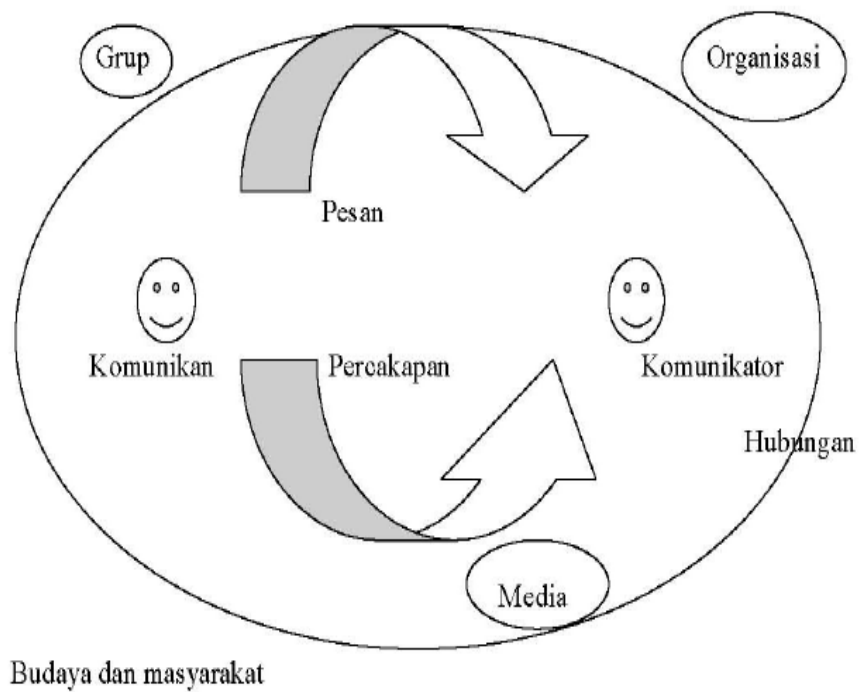 Grup
Organisasi
Pesan
Komunikan
Percakapan
Komunikator
Hubungan
Media
Budaya dan masyarakat